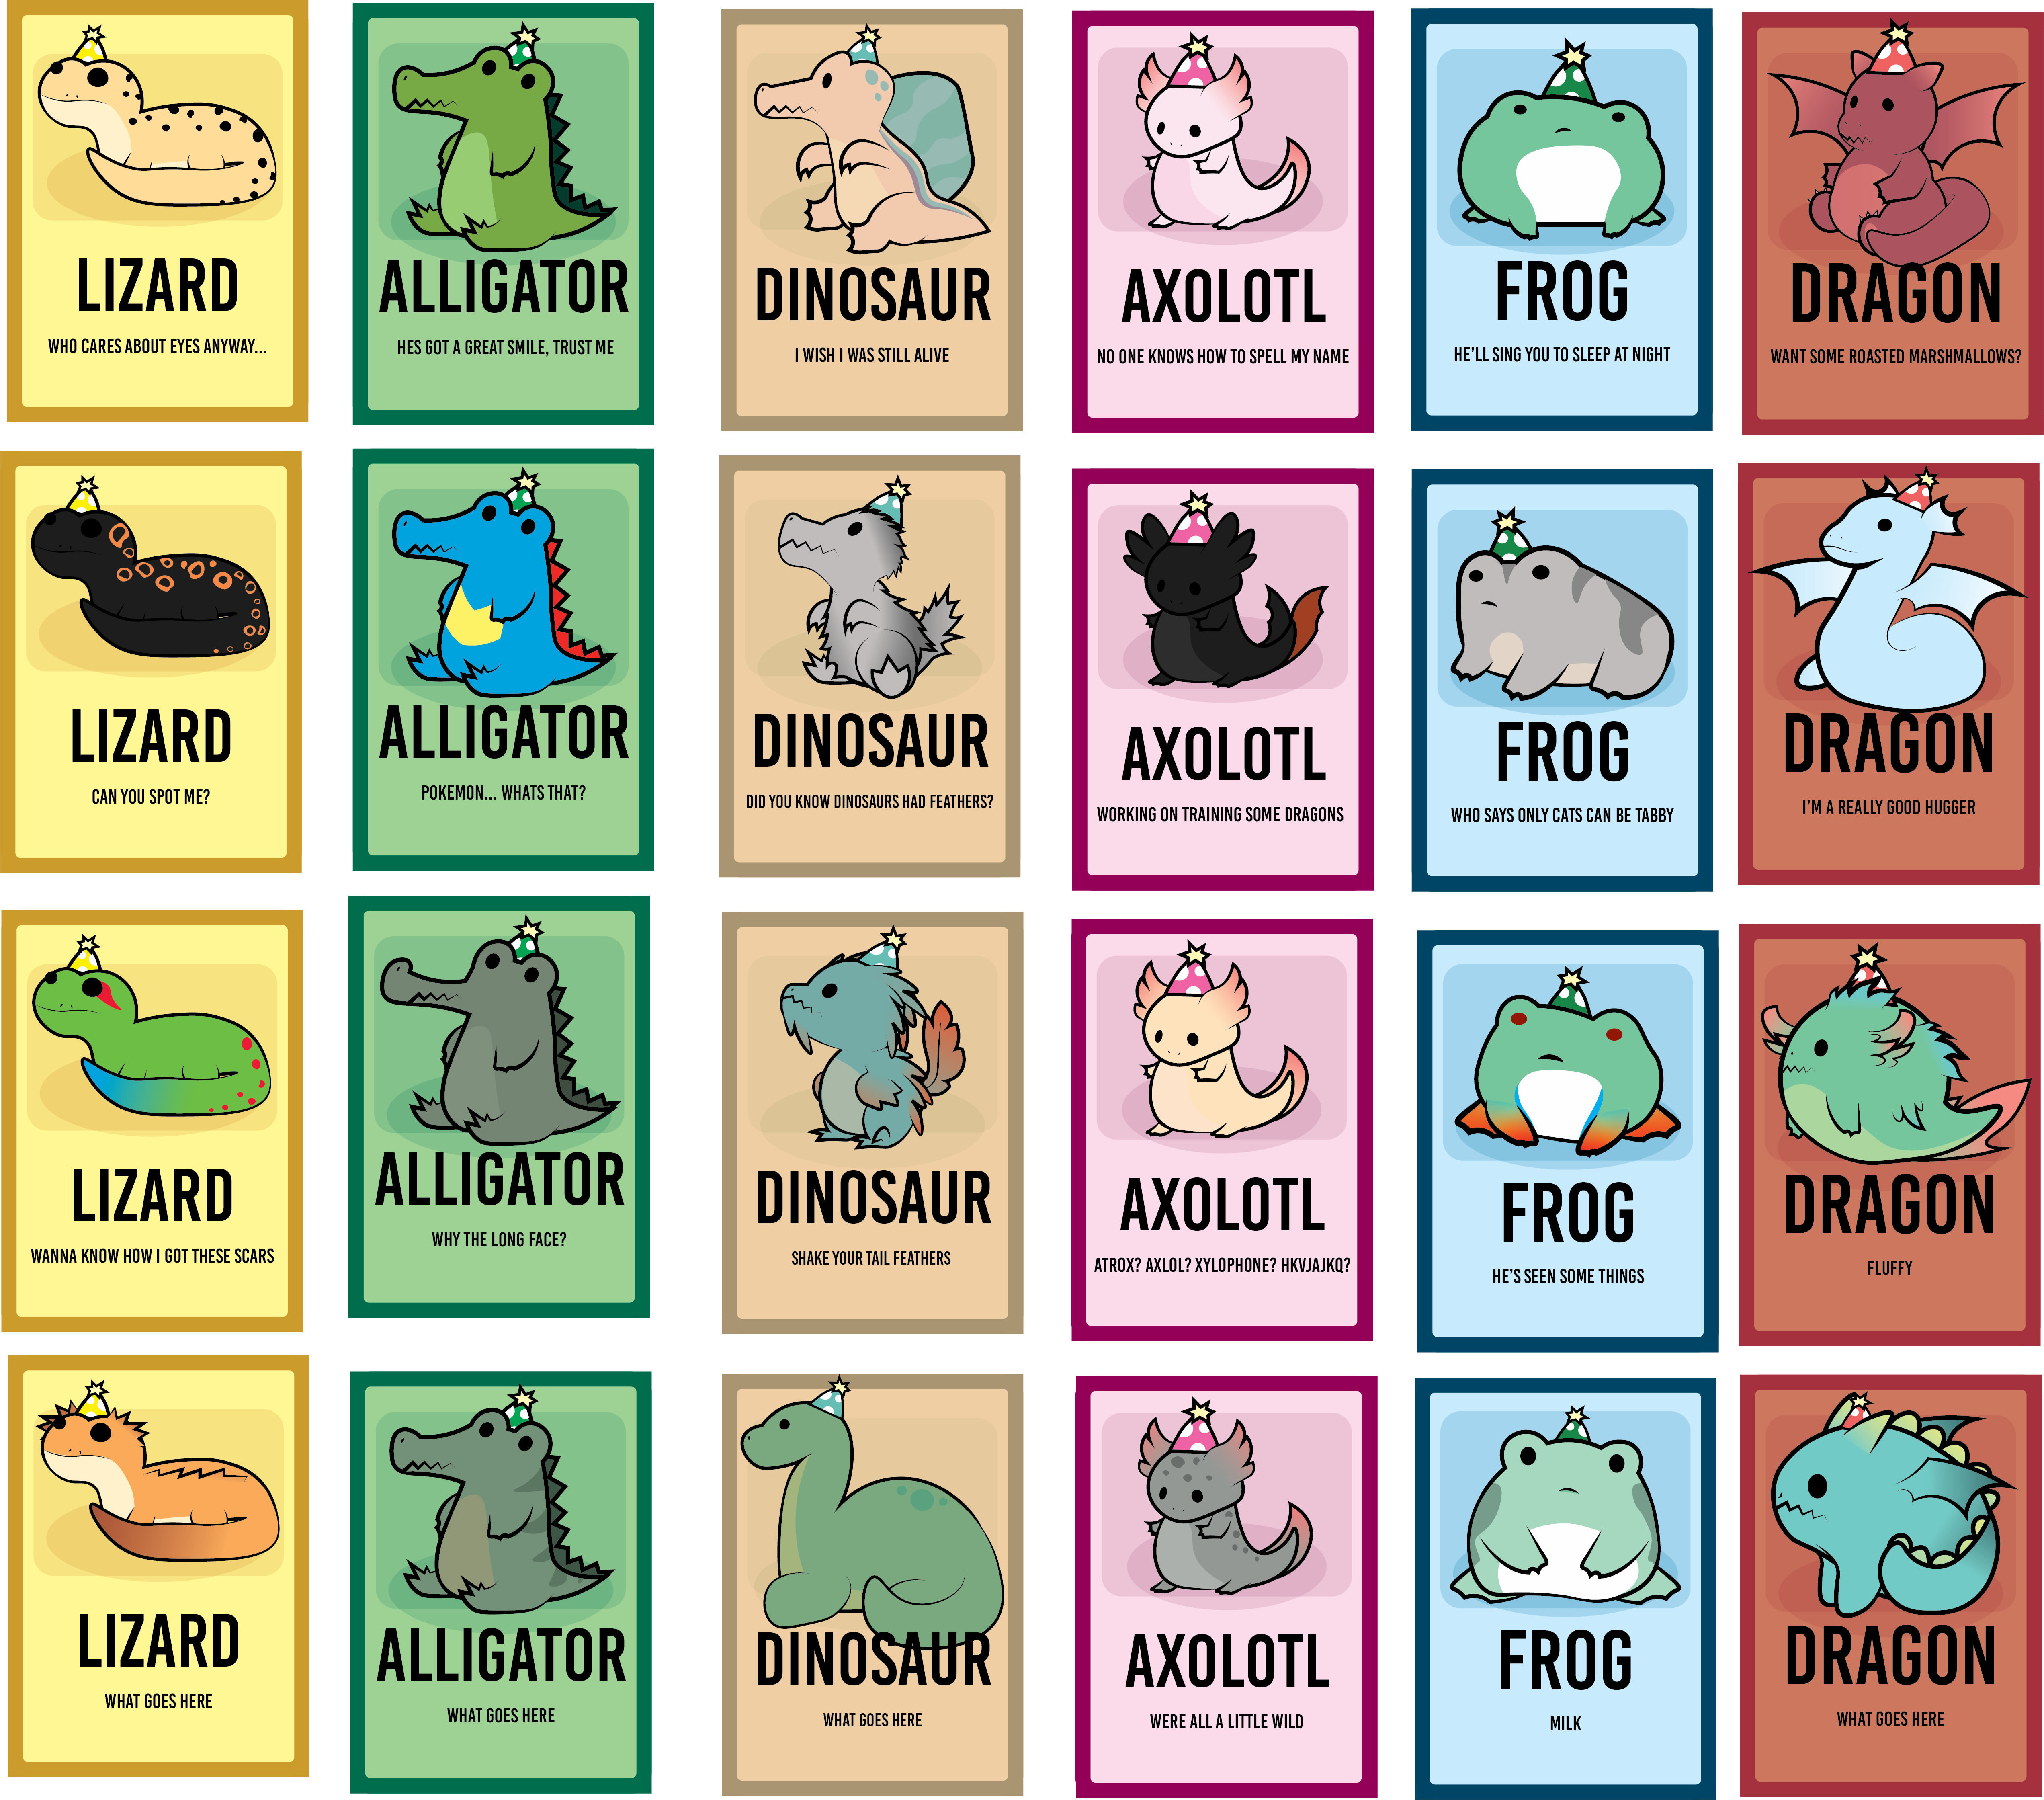 LIZARD
WHO CARES ABOUT EYES ANYWAY...
ALLIGATOR
HES GOT A GREAT SMILE, TRUST ME
DINOSAUR
I WISH I WAS STILL ALIVE
AXOLOTL
NO ONE KNOWS HOW TO SPELL MY NAME
FROG
HE'LL SING YOU TO SLEEP AT NIGHT
DRAGON
WANT SOME ROASTED MARSHMALLOWS?
LIZARD
CAN YOU SPOT ME?
ALLIGATOR
POKEMON... WHATS THAT?
DINOSAUR
DID YOU KNOW DINOSAURS HAD FEATHERS?
AXOLOTL
WORKING ON TRAINING SOME DRAGONS
FROG
WHO SAYS ONLY CATS CAN BE TABBY
DRAGON
I'M A REALLY GOOD HUGGER
LIZARD
WANNA KNOW HOW I GOT THESE SCARS
ALLIGATOR
WHY THE LONG FACE?
DINOSAUR
SHAKE YOUR TAIL FEATHERS
AXOLOTL
ATROX? AXLOL? XYLOPHONE? HKVJAJKQ?
FROG
HE'S SEEN SOME THINGS
DRAGON
FLUFFY
LIZARD
WHAT GOES HERE
ALLIGATOR
WHAT GOES HERE
DINOSAUR
WHAT GOES HERE
AXOLOTL
WERE ALL A LITTLE WILD
FROG
MILK
DRAGON
WHAT GOES HERE